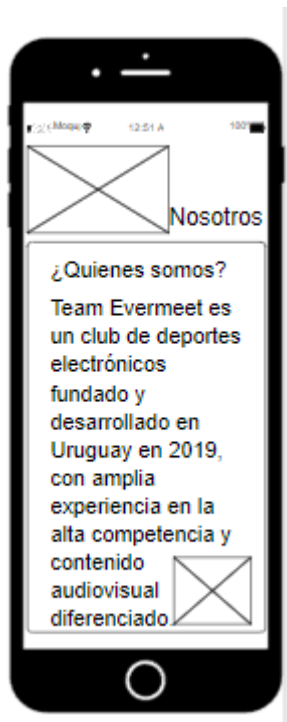 12:51 A
100%
Nosotros
¿Quienes somos?
Team Evermeet es
un club de deportes
electrónicos
fundado y
desarrollado en
Uruguay en 2019,
con amplia
experiencia en la
alta competencia y
contenido
audiovisual
diferenciado